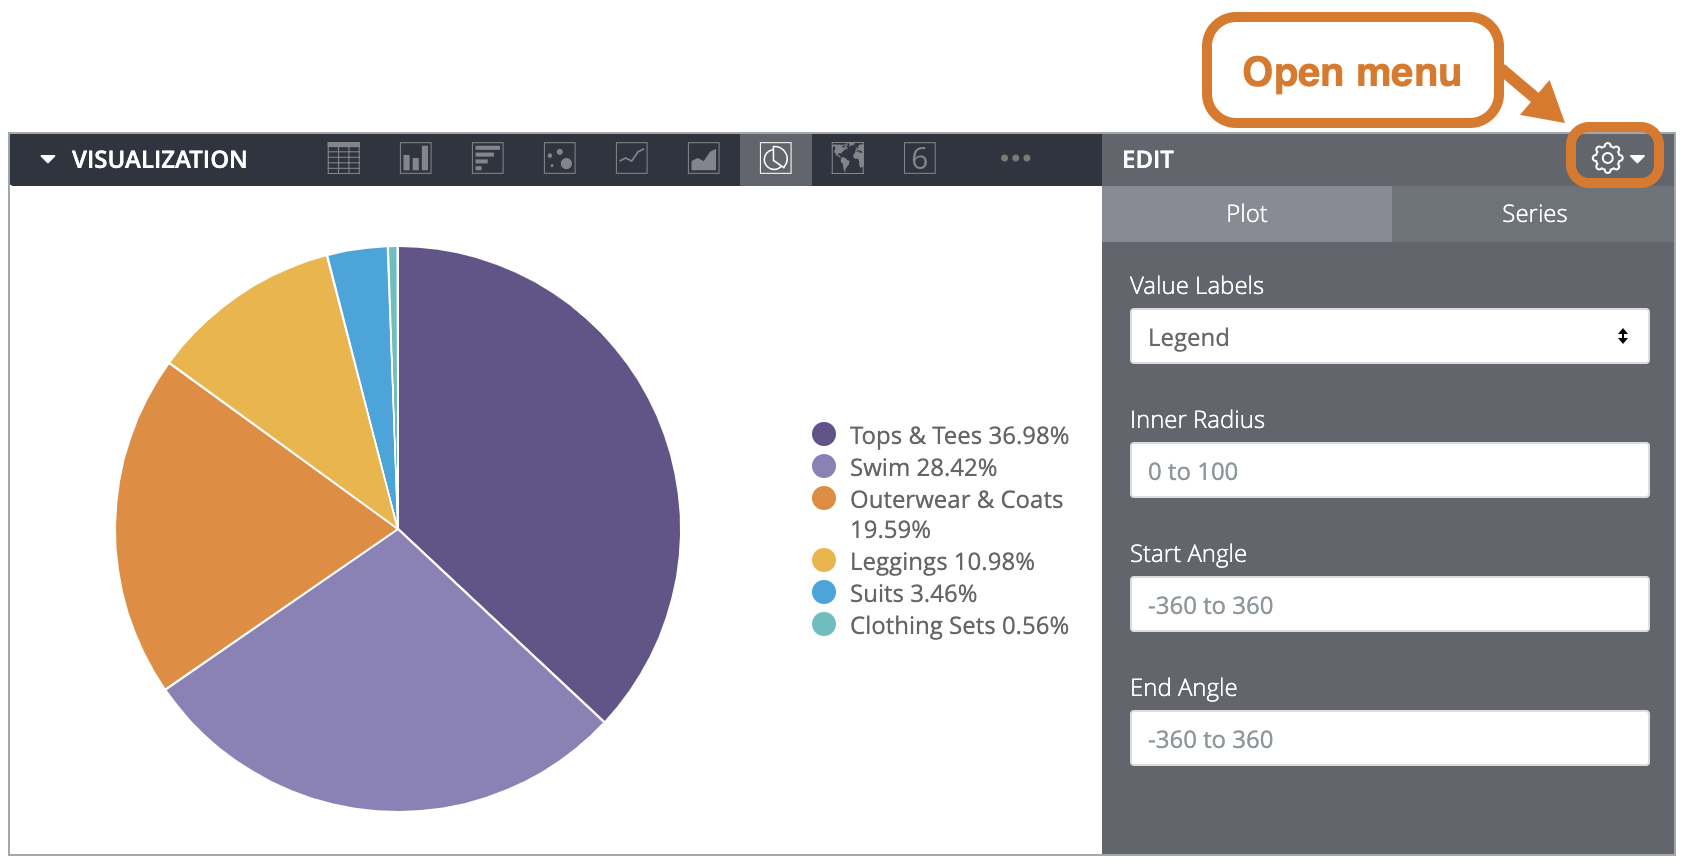 Open menu
VISUALIZATION
6
EDIT
Plot
Series
Value Labels
Legend
Inner Radius
0 to 100
Start Angle
-360 to 360
End Angle
-360 to 360
Tops & Tees 36.98%
Swim 28.42%
Outerwear & Coats
19.59%
Leggings 10.98%
Suits 3.46%
Clothing Sets 0.56%